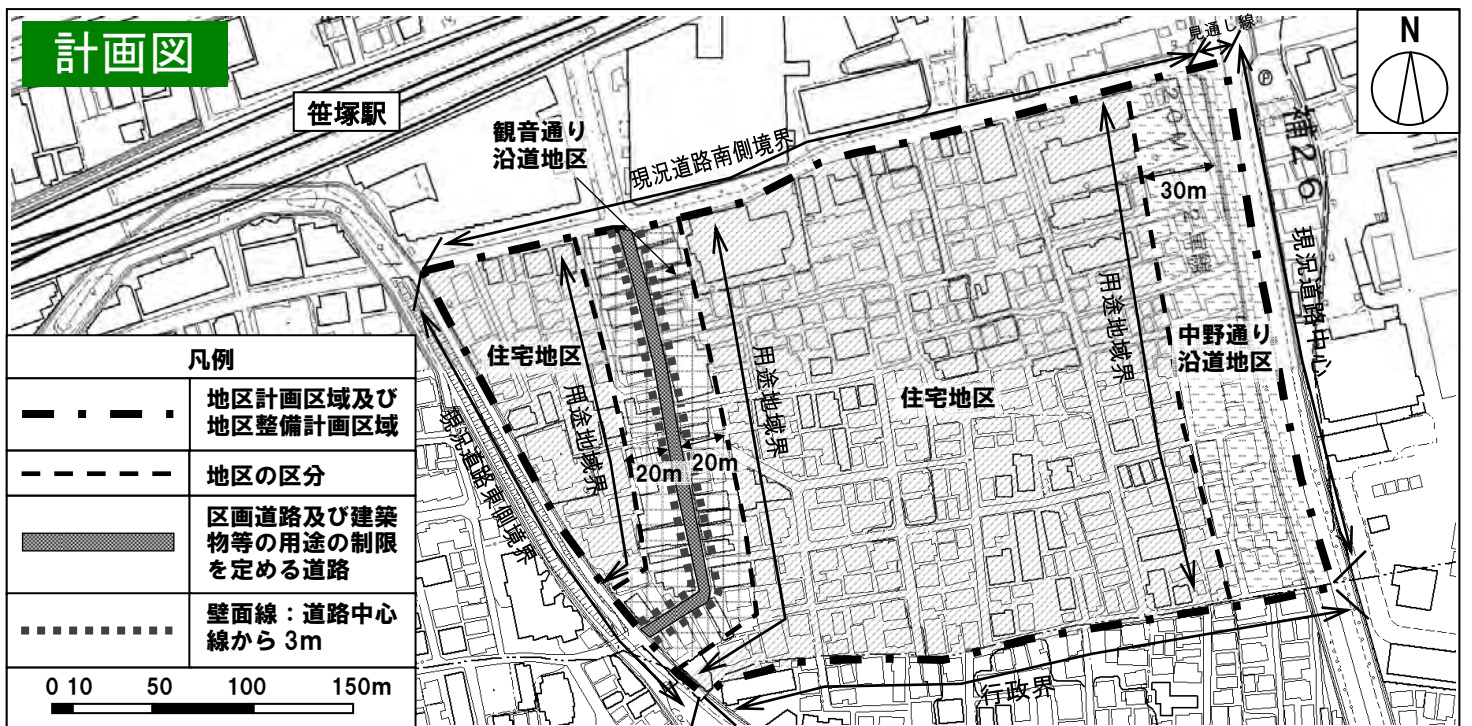 計画図
笹塚駅
観音通り
沿道地区
現況道路南側境界
見通し線
N
20M
補26
30m
現況道路中心
用途地域界
中野通り
沿道地区
住宅地区
用途地域界
用途地域界
住宅地区
20m
20m
現況道路東側境界
行政界
凡例
地区計画区域及び
地区整備計画区域
地区の区分
区画道路及び建築
物等の用途の制限
を定める道路
壁面線：道路中心
線から 3m
0 10 50 100 150m